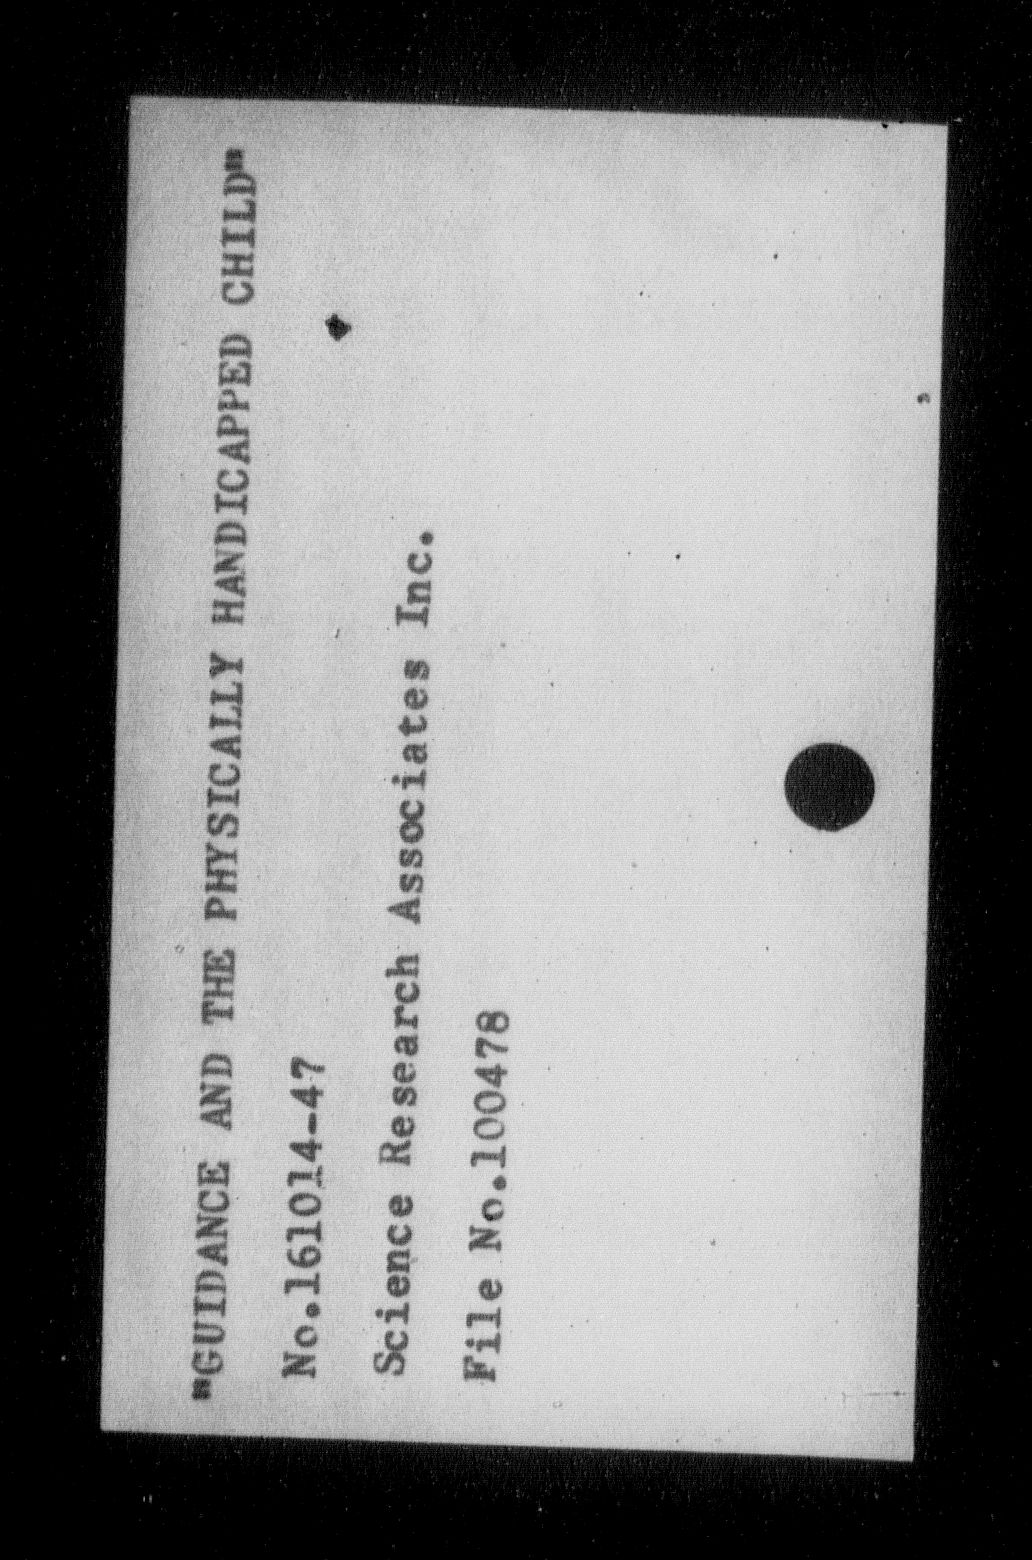 "GUIDANCE AND THE PHYSICALLY HANDICAPPED CHILD"
No.161014-47
Science Research Associates Inc.
File No.100478